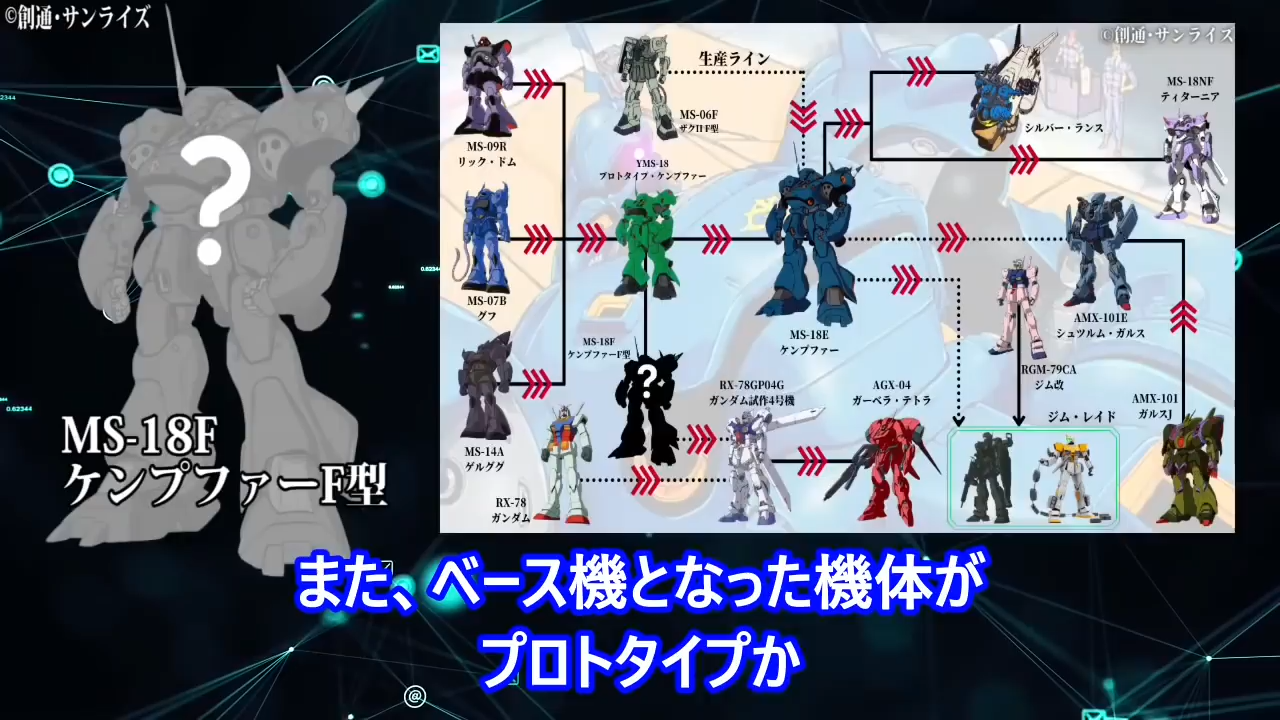 ©創通・サンライズ
©創通・サンライズ
生産ライン
MS-18NF
ティターニア
シルバー・ランス
MS-06F
ザクII F型
MS-09R
リック・ドム
YMS-18
プロトタイプ・ケンプファー
MS-07B
グフ
MS-18E
ケンプファー
AMX-101E
シュツルム・ガルス
MS-18F
ケンプファーF型
?
?
RGM-79CA
ジム改
RX-78GP04G
ガンダム試作4号機
AGX-04
ガーベラ・テトラ
AMX-101
ガルスJ
ジム・レイド
MS-14A
ゲルググ
RX-78
ガンダム
MS-18F
ケンプファーF型
0.62344
0.62344
@
また、ベース機となった機体が
プロトタイプか